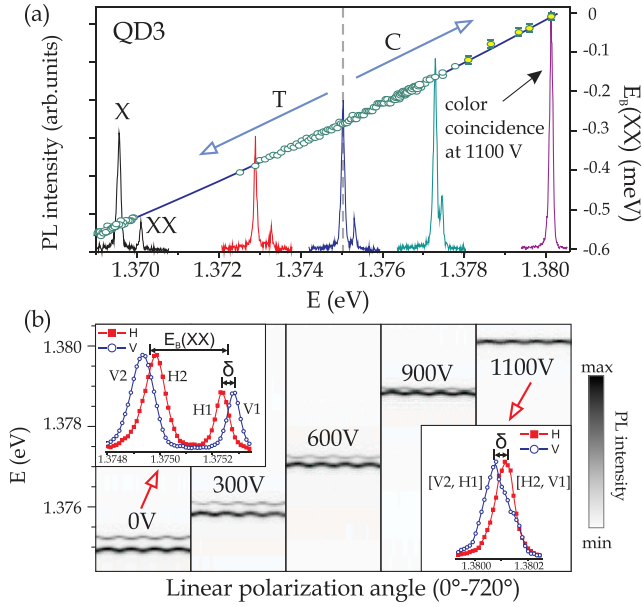 (a)
QD3
C
T
X
XX
color
coincidence
at 1100 V
PL intensity (arb.units)
0
-0.1
-0.2
-0.3
-0.4
-0.5
-0.6
E_B(XX) (meV)
1.370 1.372 1.374 1.376 1.378 1.380
E (eV)
(b)
1.380
1.378
1.376
E (eV)
H
V
E_B(XX)
δ
V2 H2 H1 V1
1.3748 1.3750 1.3752
0V
300V
600V
900V
1100V
H
V
δ
[V2, H1] [H2, V1]
1.3800 1.3802
max
PL intensity
min
Linear polarization angle (0°-720°)